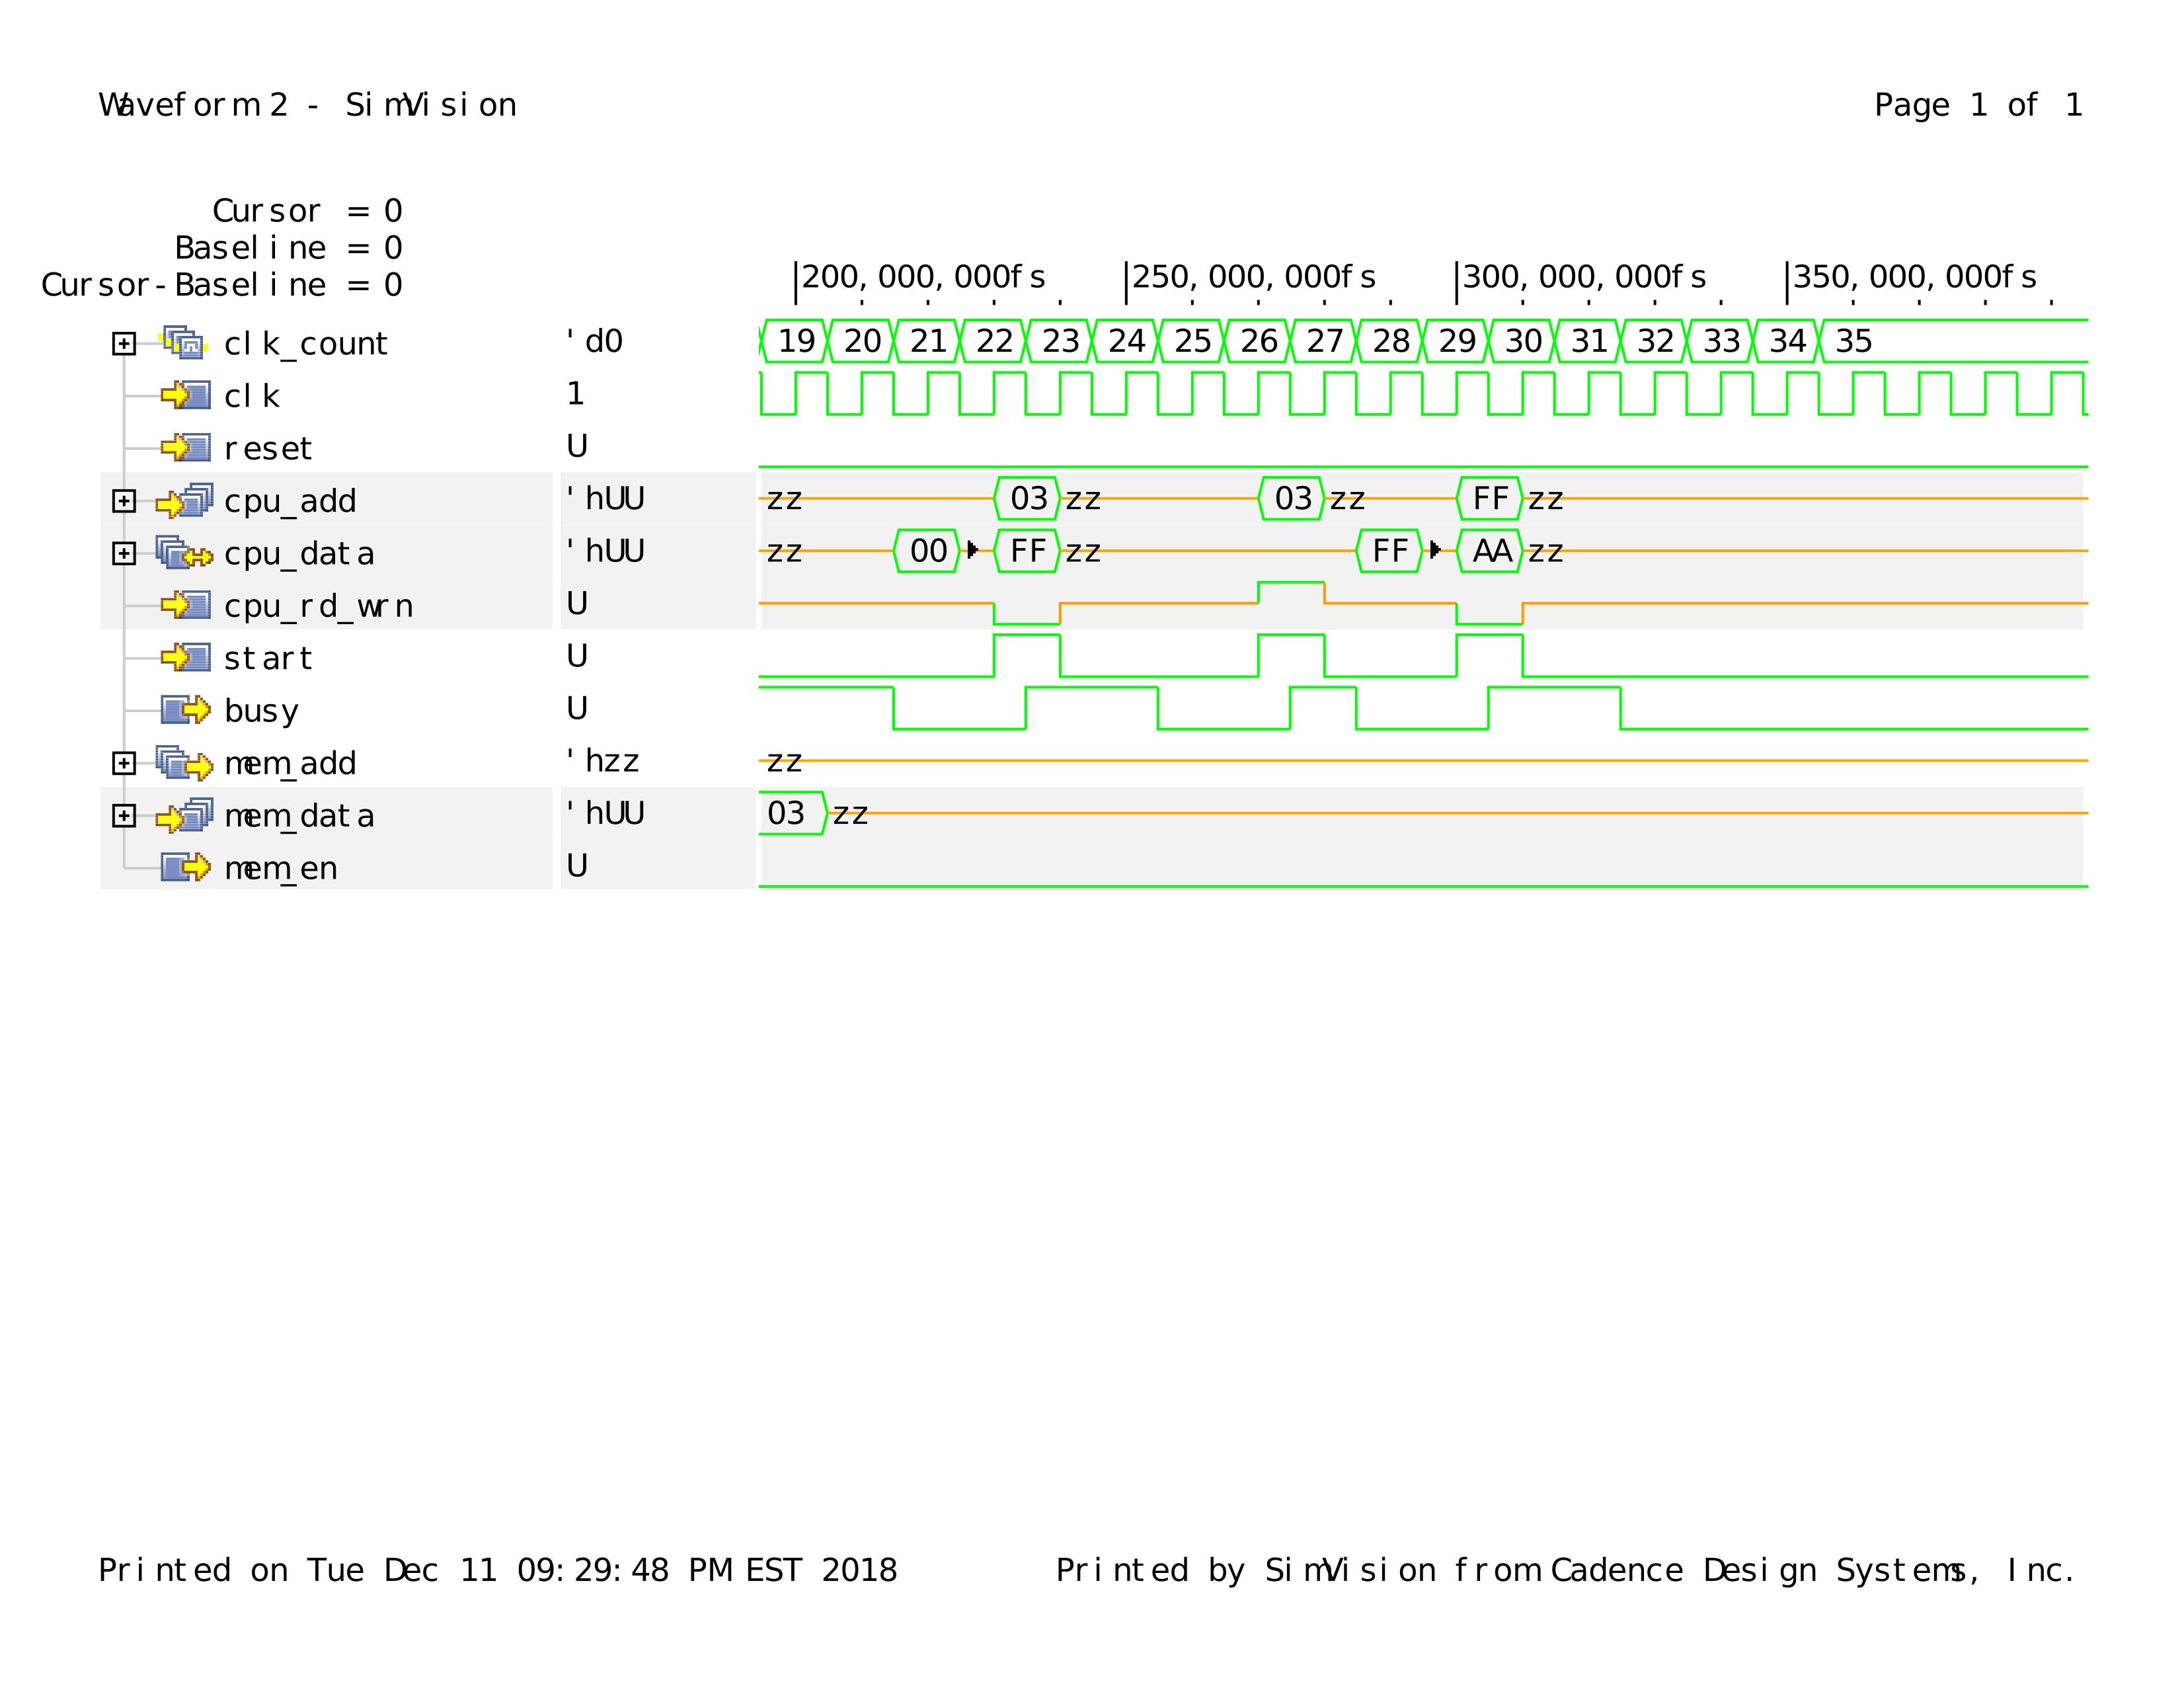 Waveform2 - SimVision Page 1 of 1
Cursor = 0
Baseline = 0
Cursor-Baseline = 0
200,000,000fs 250,000,000fs 300,000,000fs 350,000,000fs
clk_count 'd0 19 20 21 22 23 24 25 26 27 28 29 30 31 32 33 34 35
clk 1
reset U
cpu_add 'hUU zz 03 zz 03 zz FF zz
cpu_data 'hUU zz 00 FF zz FF AA zz
cpu_rd_wrn U
start U
busy U
mem_add 'hzz zz
mem_data 'hUU 03 zz
mem_en U
Printed on Tue Dec 11 09:29:48 PM EST 2018 Printed by SimVision from Cadence Design Systems, Inc.